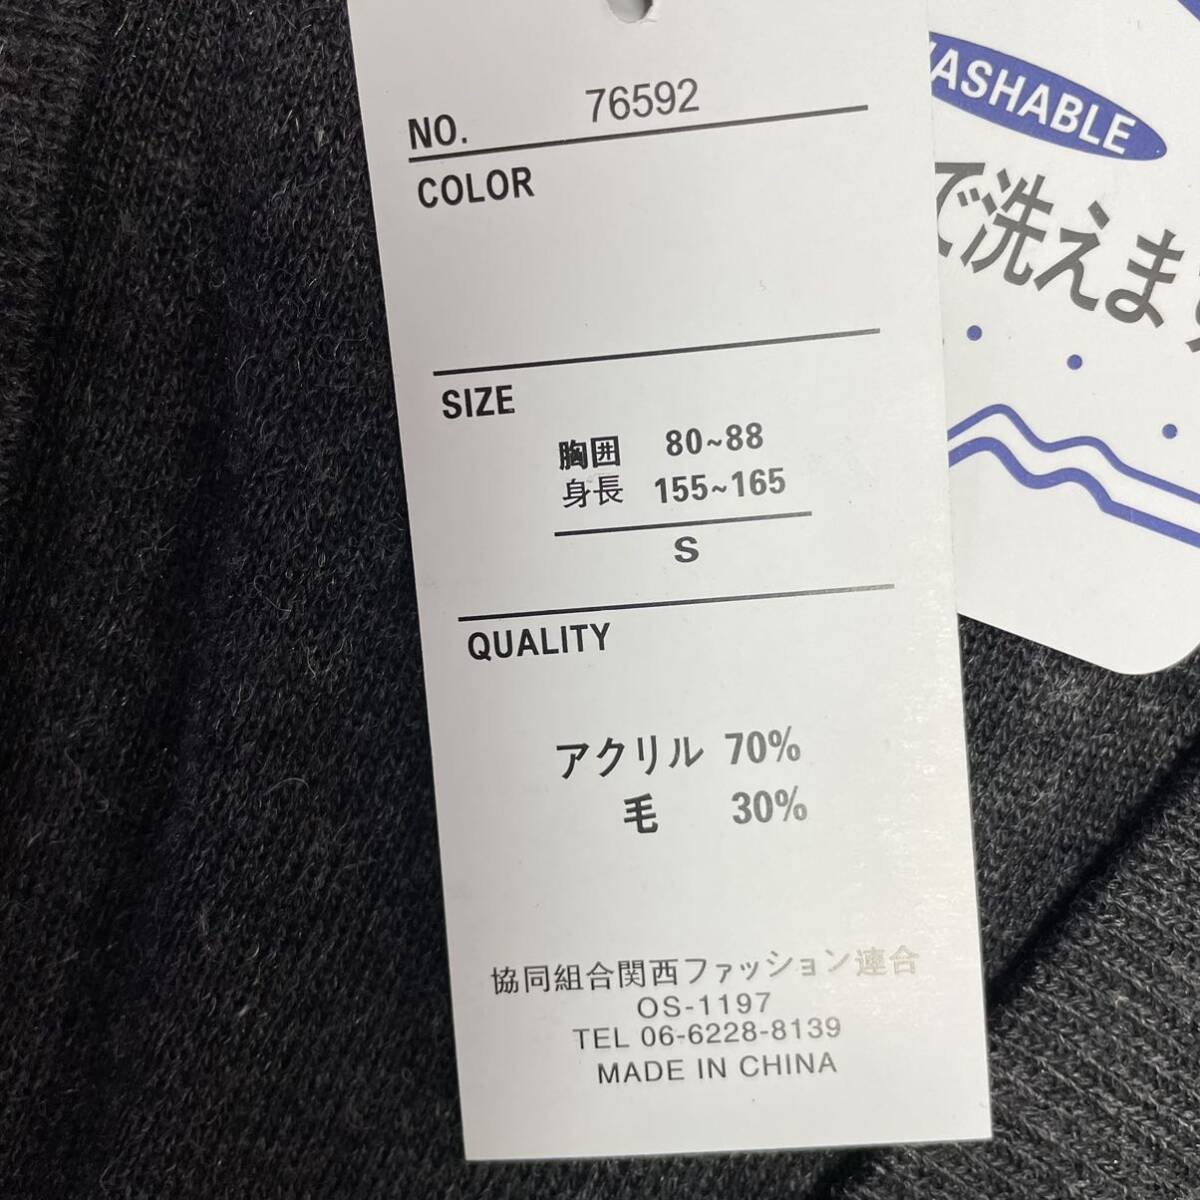 NO. 76592
COLOR
SIZE
胸囲 80~88
身長 155~165
S
QUALITY
アクリル 70%
毛 30%
協同組合関西ファッション連合
OS-1197
TEL 06-6228-8139
MADE IN CHINA
WASHABLE
で洗えます